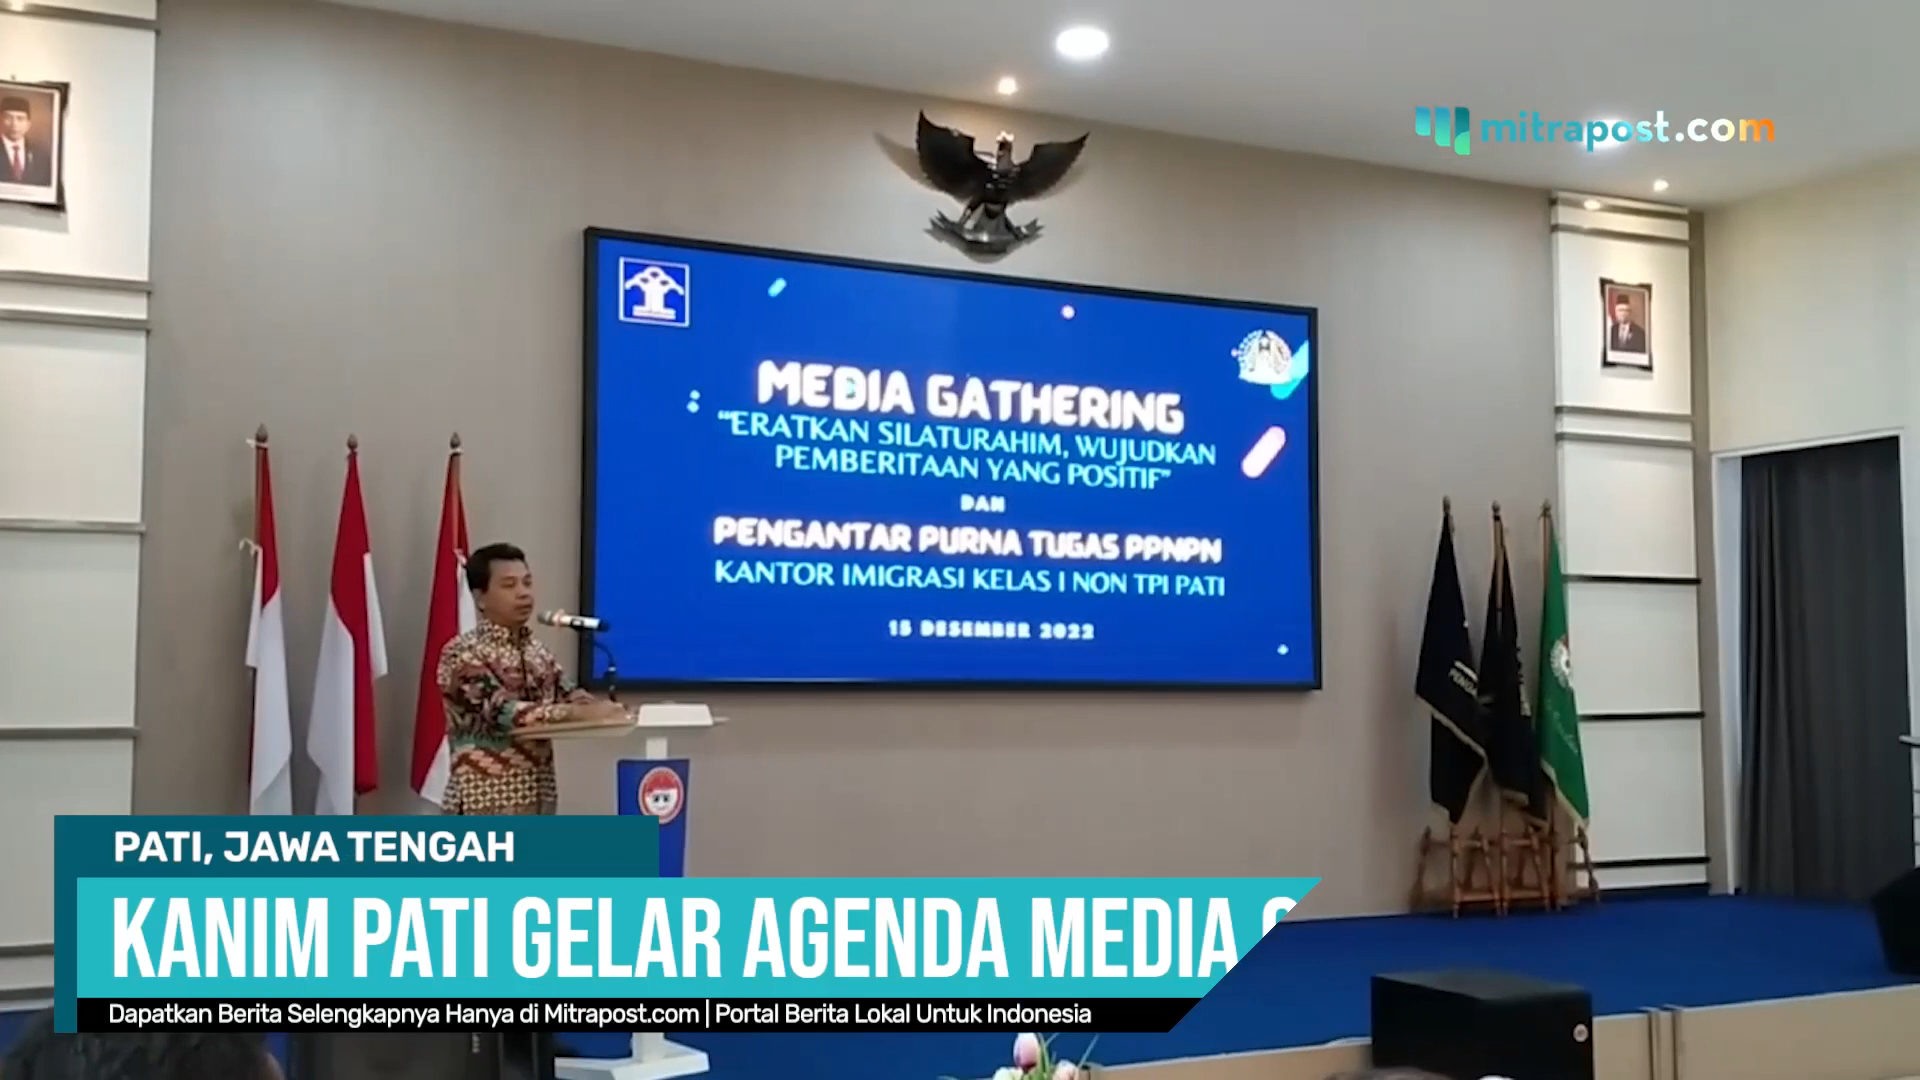 mitrapost.com
MEDIA GATHERING
“ERATKAN SILATURAHIM, WUJUDKAN
PEMBERITAAN YANG POSITIF”
DAN
PENGANTAR PURNA TUGAS PPNPN
KANTOR IMIGRASI KELAS I NON TPI PATI
15 DESEMBER 2022
PATI, JAWA TENGAH
KANIM PATI GELAR AGENDA MEDIA
Dapatkan Berita Selengkapnya Hanya di Mitrapost.com | Portal Berita Lokal Untuk Indonesia